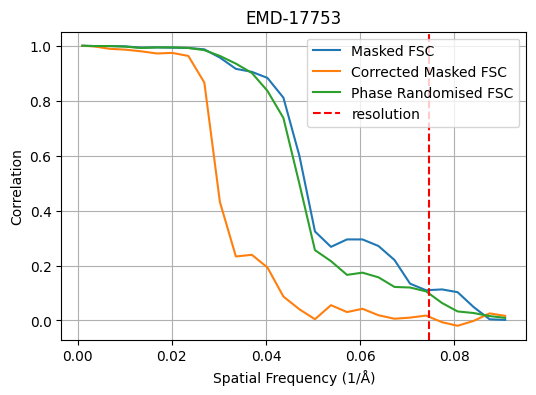 EMD-17753
Masked FSC
Corrected Masked FSC
Phase Randomised FSC
resolution
Correlation
1.0
0.8
0.6
0.4
0.2
0.0
0.00 0.02 0.04 0.06 0.08
Spatial Frequency (1/Å)